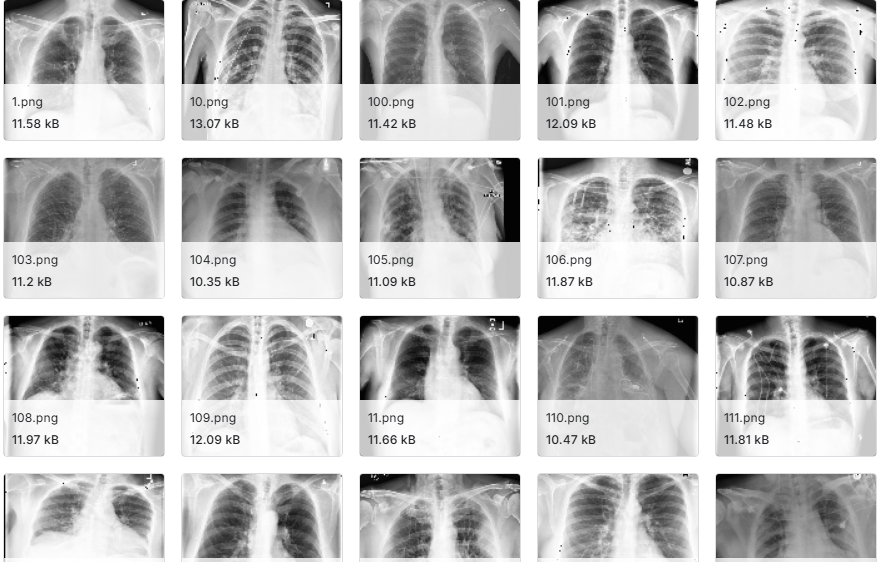 1.png
11.58 kB
10.png
13.07 kB
100.png
11.42 kB
101.png
12.09 kB
102.png
11.48 kB
103.png
11.2 kB
104.png
10.35 kB
105.png
11.09 kB
106.png
11.87 kB
107.png
10.87 kB
108.png
11.97 kB
109.png
12.09 kB
11.png
11.66 kB
110.png
10.47 kB
111.png
11.81 kB